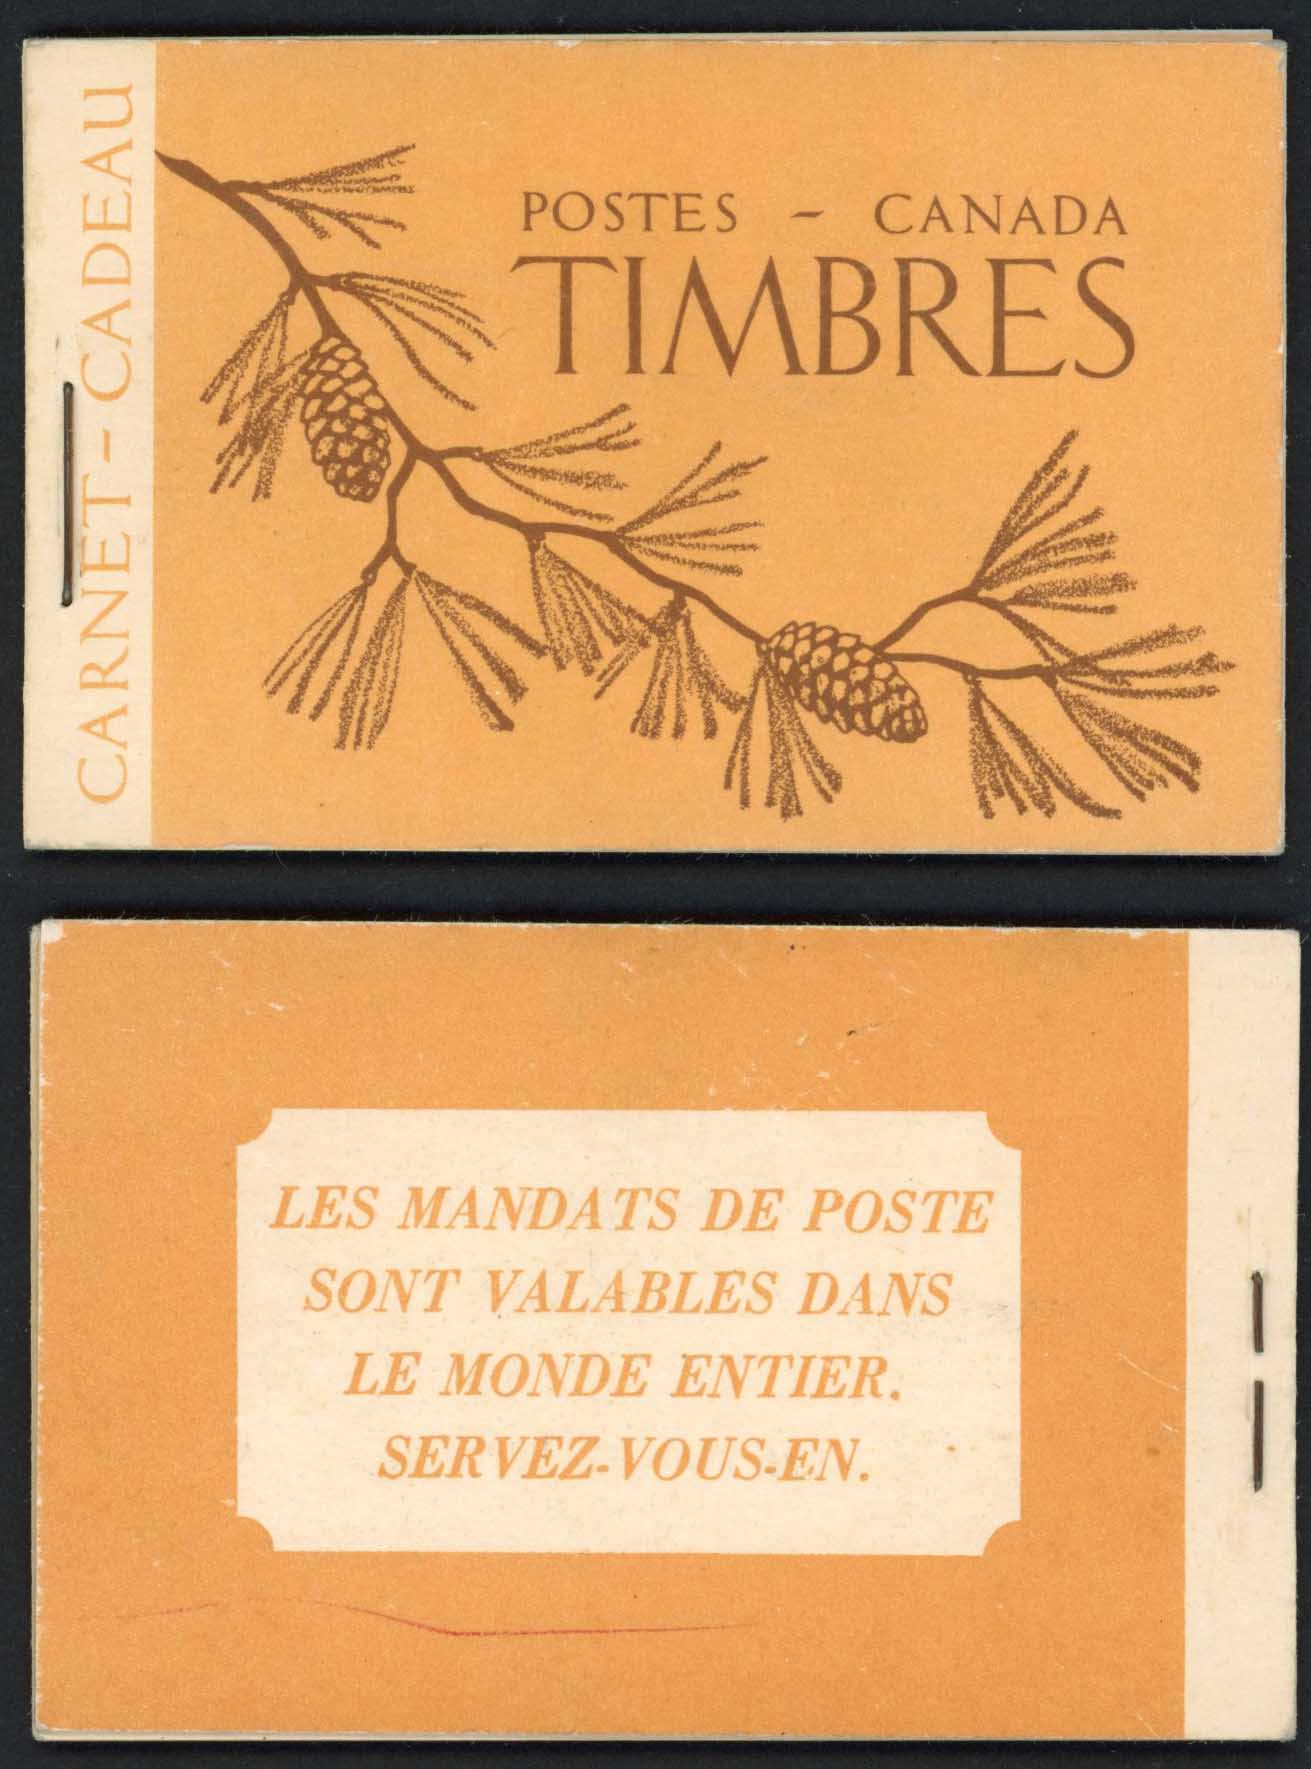 CARNET - CADEAU
POSTES - CANADA
TIMBRES
LES MANDATS DE POSTE
SONT VALABLES DANS
LE MONDE ENTIER.
SERVEZ-VOUS-EN.